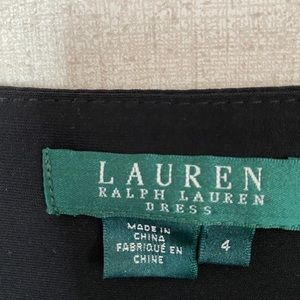 LAUREN
RALPH LAUREN
DRESS
MADE IN
CHINA
FABRIQUÉ EN
CHINE
4